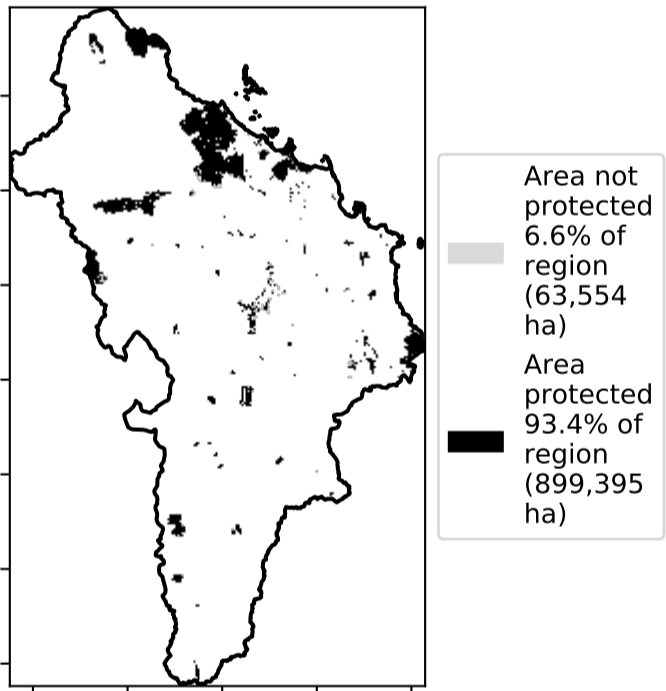 Area not
protected
6.6% of
region
(63,554
ha)
Area
protected
93.4% of
region
(899,395
ha)